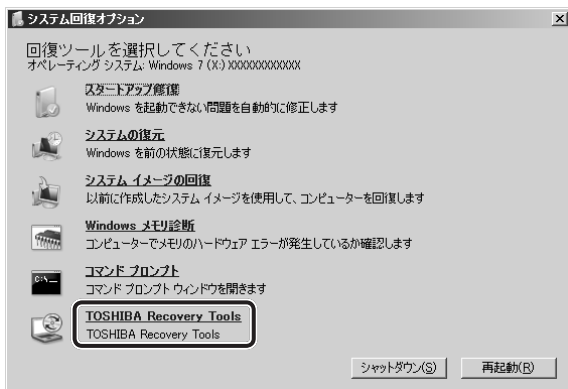 システム回復オプション
回復ツールを選択してください
オペレーティング システム: Windows 7 (X:) XXXXXXXXXXXX
スタートアップ修復
Windows を起動できない問題を自動的に修正します
システムの復元
Windows を前の状態に復元します
システム イメージの回復
以前に作成したシステム イメージを使用して、コンピューターを回復します
Windows メモリ診断
コンピューターでメモリのハードウェア エラーが発生しているか確認します
C:\_
コマンド プロンプト
コマンド プロンプト ウィンドウを開きます
TOSHIBA Recovery Tools
TOSHIBA Recovery Tools
シャットダウン(S)
再起動(R)